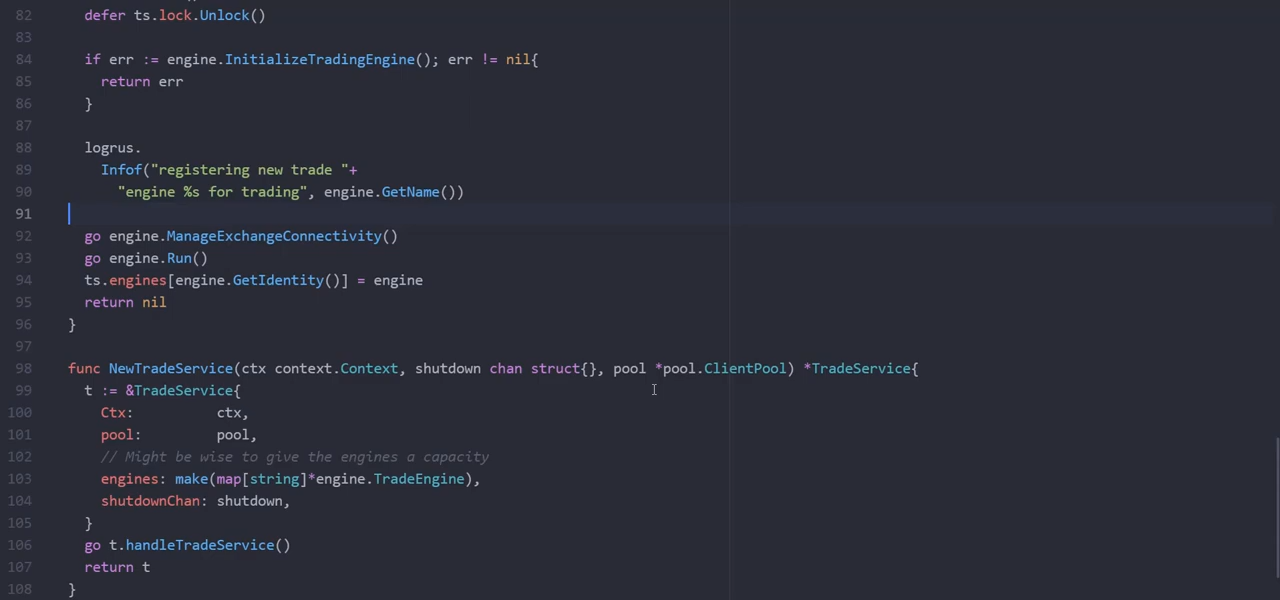 82 defer ts.lock.Unlock()
83
84 if err := engine.InitializeTradingEngine(); err != nil{
85 return err
86 }
87
88 logrus.
89 Infof("registering new trade "+
90 "engine %s for trading", engine.GetName())
91
92 go engine.ManageExchangeConnectivity()
93 go engine.Run()
94 ts.engines[engine.GetIdentity()] = engine
95 return nil
96 }
97
98 func NewTradeService(ctx context.Context, shutdown chan struct{}, pool *pool.ClientPool) *TradeService{
99 t := &TradeService{
100 Ctx: ctx,
101 pool: pool,
102 // Might be wise to give the engines a capacity
103 engines: make(map[string]*engine.TradeEngine),
104 shutdownChan: shutdown,
105 }
106 go t.handleTradeService()
107 return t
108 }